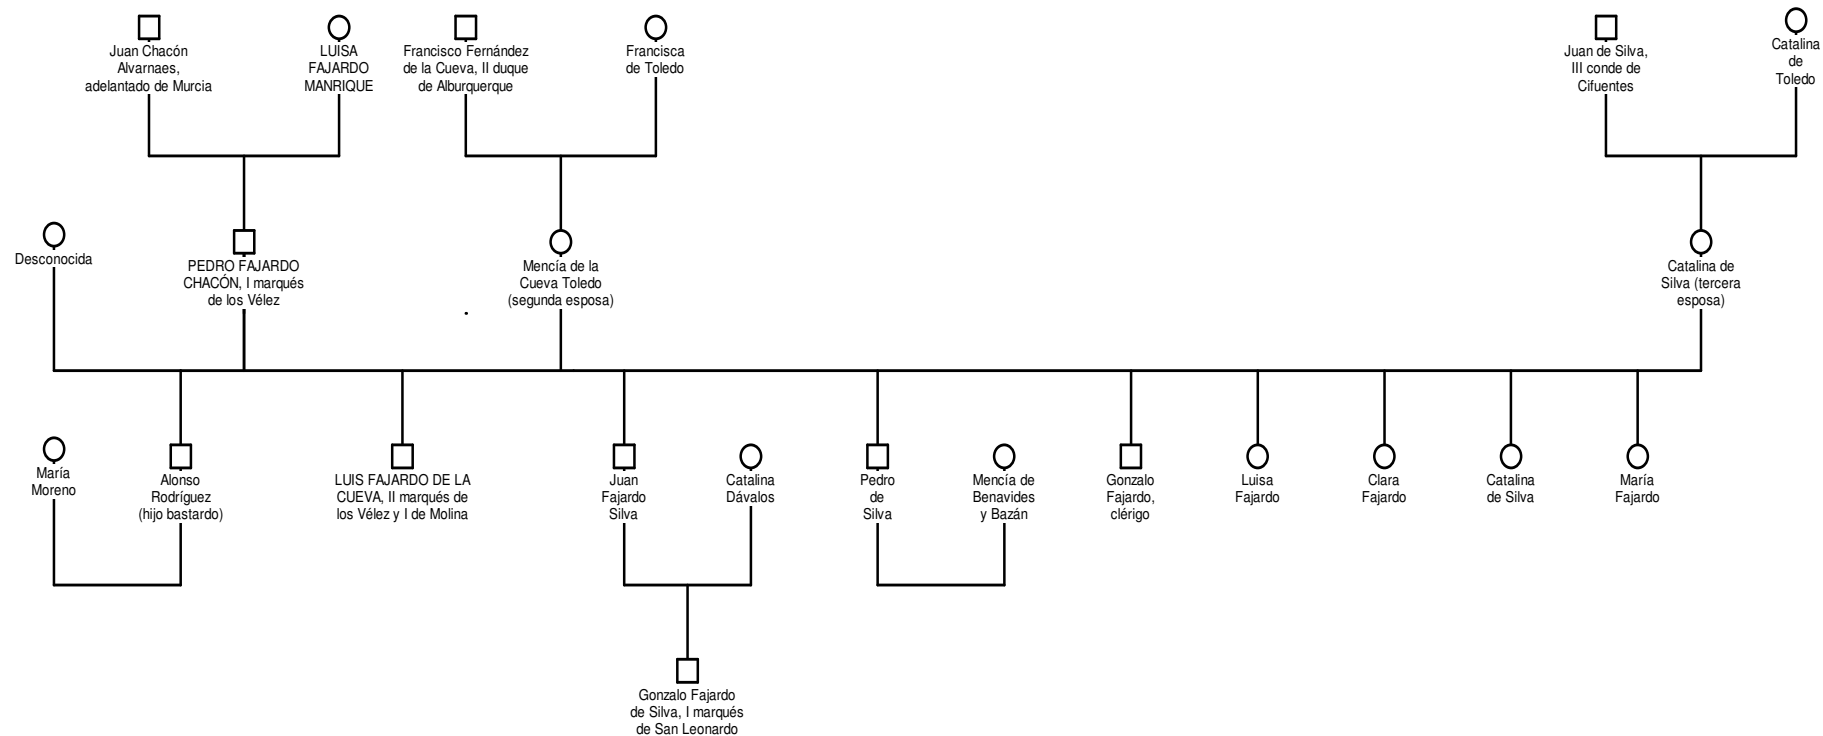 Juan Chacón
Alvarnaes,
adelantado de Murcia
LUISA
FAJARDO
MANRIQUE
Francisco Fernández
de la Cueva, II duque
de Alburquerque
Francisca
de Toledo
Juan de Silva,
III conde de
Cifuentes
Catalina
de
Toledo
Desconocida
PEDRO FAJARDO
CHACÓN, I marqués
de los Vélez
Mencía de la
Cueva Toledo
(segunda esposa)
Catalina de
Silva (tercera
esposa)
María
Moreno
Alonso
Rodríguez
(hijo bastardo)
LUIS FAJARDO DE LA
CUEVA, II marqués de
los Vélez y I de Molina
Juan
Fajardo
Silva
Catalina
Dávalos
Pedro
de
Silva
Mencía de
Benavides
y Bazán
Gonzalo
Fajardo,
clérigo
Luisa
Fajardo
Clara
Fajardo
Catalina
de Silva
María
Fajardo
Gonzalo Fajardo
de Silva, I marqués
de San Leonardo